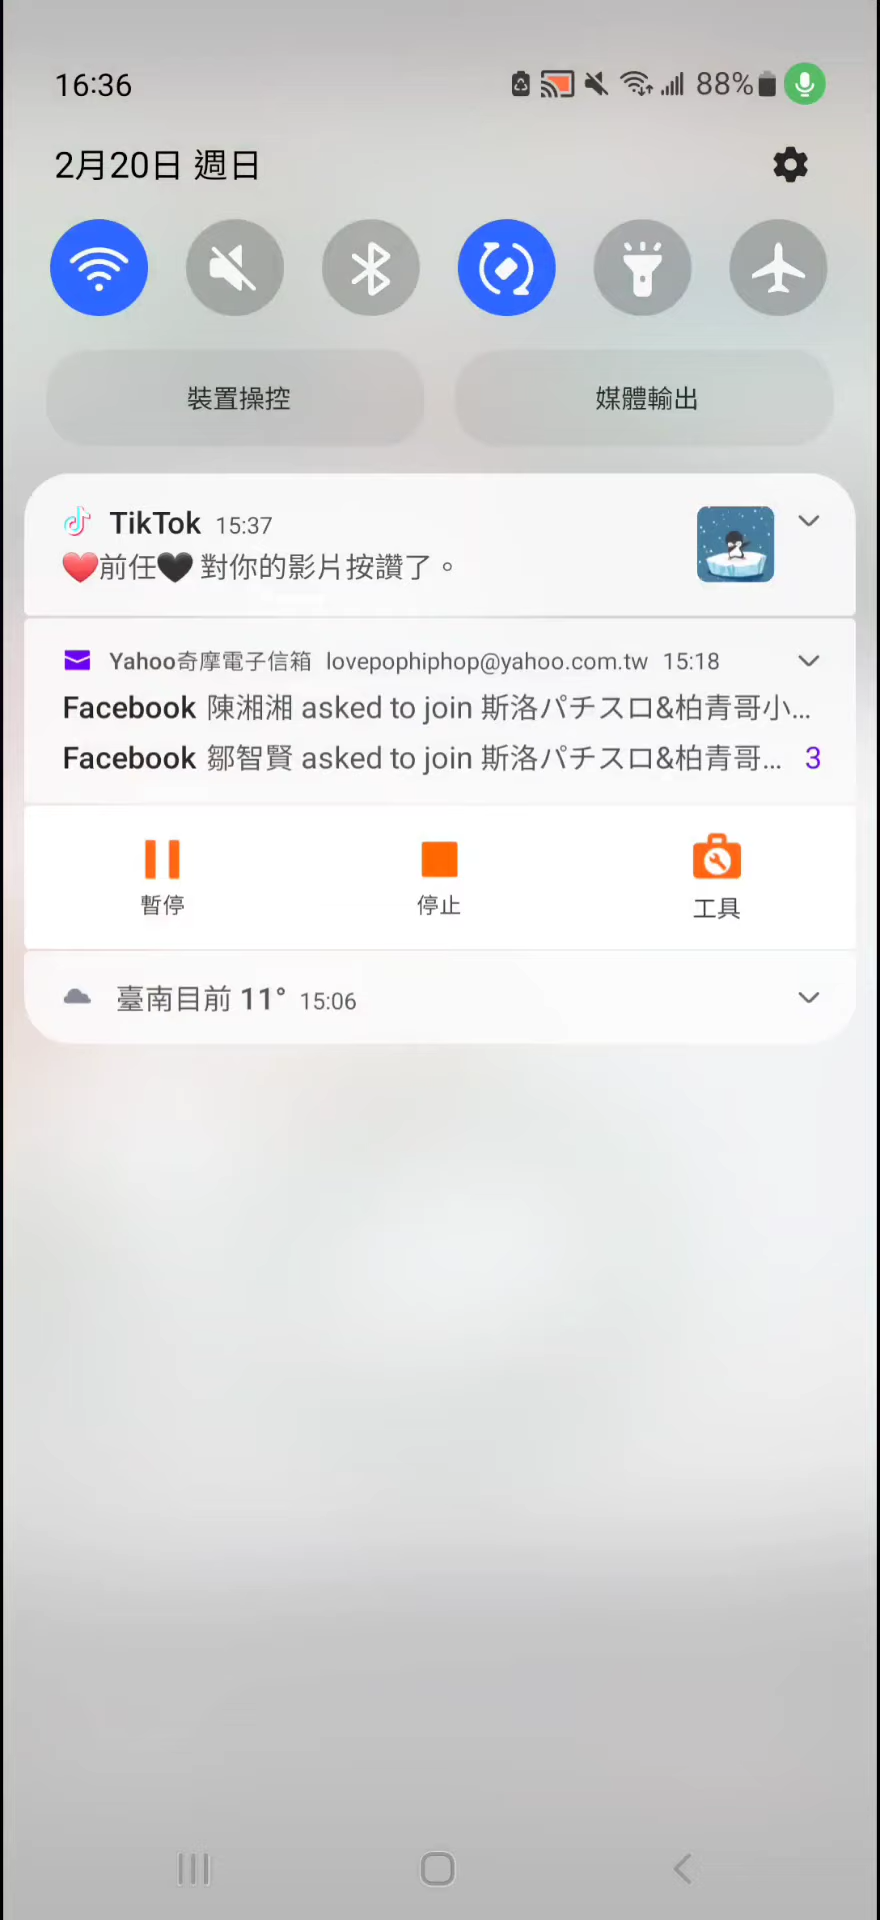 16:36
88%
2月20日 週日
裝置操控
媒體輸出
TikTok 15:37
❤️前任🖤 對你的影片按讚了。
Yahoo奇摩電子信箱 lovepophiphop@yahoo.com.tw 15:18
Facebook 陳湘湘 asked to join 斯洛パチスロ&柏青哥小...
Facebook 鄒智賢 asked to join 斯洛パチスロ&柏青哥... 3
暫停
停止
工具
臺南目前 11° 15:06